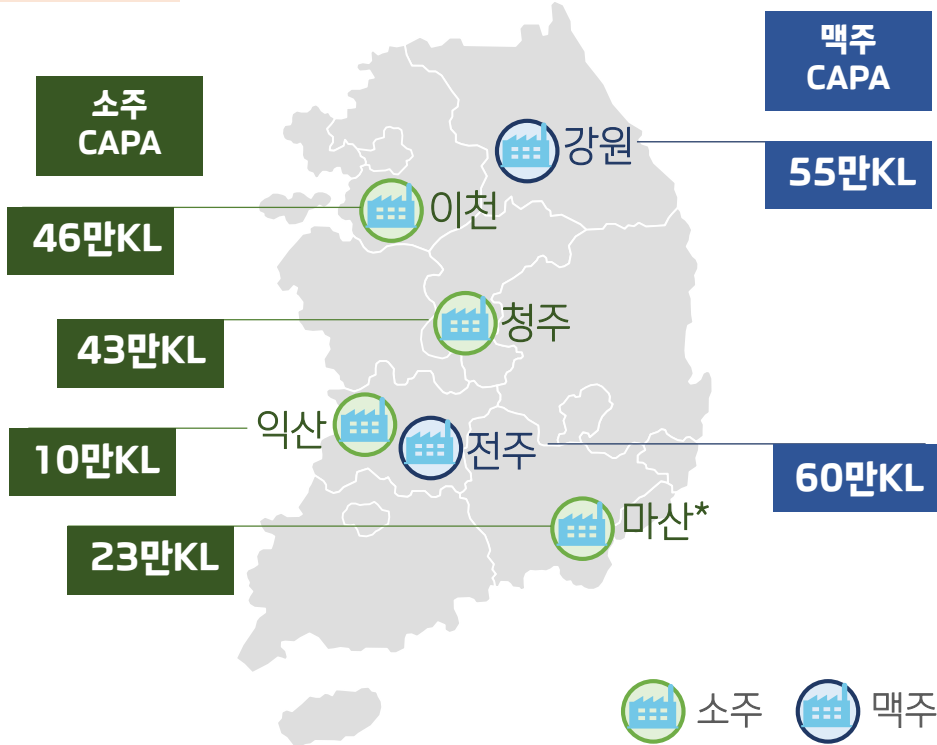 맥주
CAPA
소주
CAPA
강원
55만KL
이천
46만KL
청주
43만KL
익산
전주
10만KL
60만KL
마산*
23만KL
소주
맥주